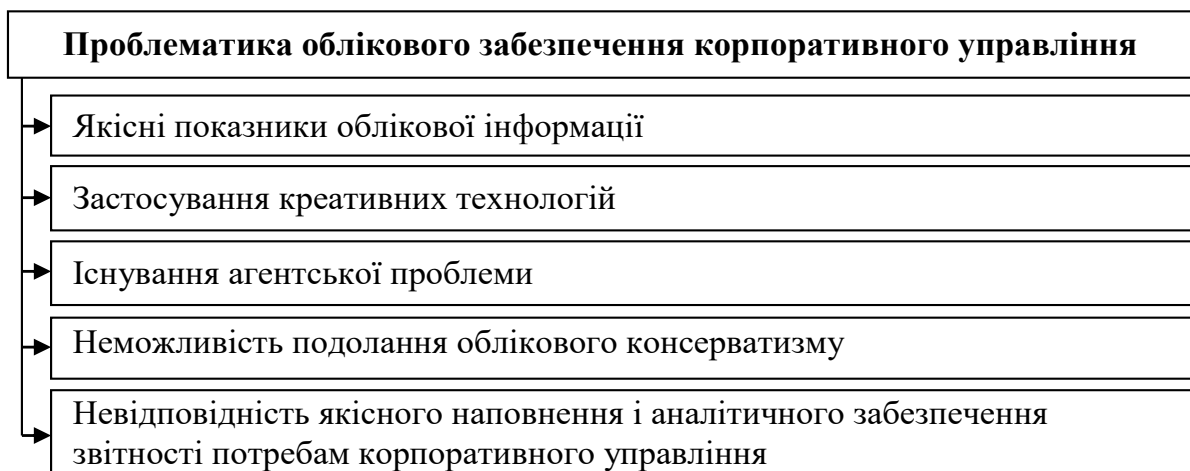 Проблематика облікового забезпечення корпоративного управління
Якісні показники облікової інформації
Застосування креативних технологій
Існування агентської проблеми
Неможливість подолання облікового консерватизму
Невідповідність якісного наповнення і аналітичного забезпечення
звітності потребам корпоративного управління